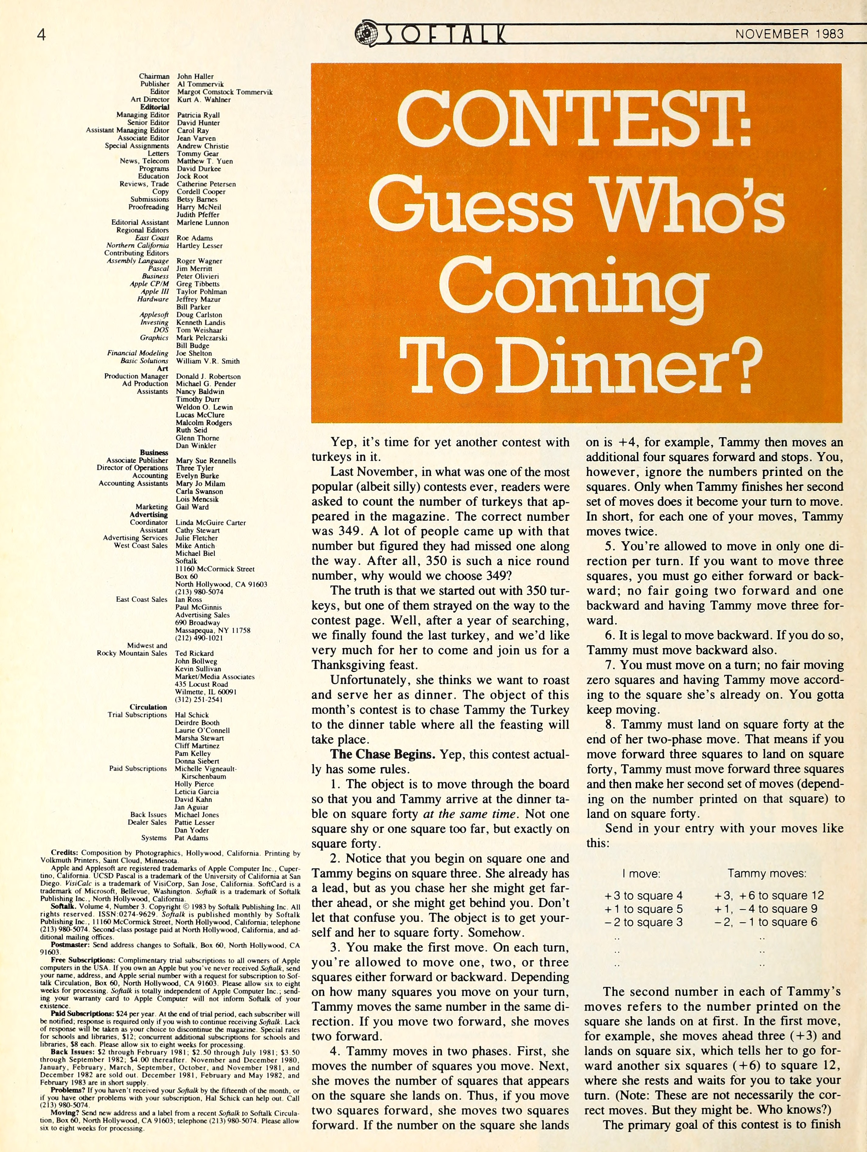 4
SOFTALK
NOVEMBER 1983
Chairman John Haller
Publisher Al Tommervik
Editor Margot Comstock Tommervik
Art Director Kurt A. Wahlner
Editorial
Managing Editor Patricia Ryall
Senior Editor David Hunter
Assistant Managing Editor Carol Ray
Associate Editor Jean Varven
Special Assignments Andrew Christie
Letters Tommy Gear
News, Telecom Matthew T. Yuen
Programs David Durkee
Education Jock Root
Reviews, Trade Catherine Petersen
Copy Cordell Cooper
Submissions Betsy Barnes
Proofreading Harry McNeil
Judith Pfeffer
Editorial Assistant Marlene Lunnon
Regional Editors
East Coast Roe Adams
Northern California Hartley Lesser
Contributing Editors
Assembly Language Roger Wagner
Pascal Jim Merritt
Business Peter Olivieri
Apple CP/M Greg Tibbetts
Apple III Taylor Pohlman
Hardware Jeffrey Mazur
Bill Parker
Applesoft Doug Carlston
Investing Kenneth Landis
DOS Tom Weishaar
Graphics Mark Pelczarski
Bill Budge
Financial Modeling Joe Shelton
Basic Solutions William V.R. Smith
Art
Production Manager Donald J. Robertson
Ad Production Michael G. Pender
Assistants Nancy Baldwin
Timothy Durr
Weldon O. Lewin
Lucas McClure
Malcolm Rodgers
Ruth Seid
Glenn Thorne
Dan Winkler
Business
Associate Publisher Mary Sue Rennells
Director of Operations Three Tyler
Accounting Evelyn Burke
Accounting Assistants Mary Jo Milam
Carla Swanson
Lois Mencsik
Marketing Gail Ward
Advertising
Coordinator Linda McGuire Carter
Assistant Cathy Stewart
Advertising Services Julie Fletcher
West Coast Sales Mike Antich
Michael Biel
Softalk
11160 McCormick Street
Box 60
North Hollywood, CA 91603
(213) 980-5074
East Coast Sales Ian Ross
Paul McGinnis
Advertising Sales
690 Broadway
Massapequa, NY 11758
(212) 490-1021
Midwest and
Rocky Mountain Sales Ted Rickard
John Bollweg
Kevin Sullivan
Market/Media Associates
435 Locust Road
Wilmette, IL 60091
(312) 251-2541
Circulation
Trial Subscriptions Hal Schick
Deirdre Booth
Laurie O'Connell
Marsha Stewart
Cliff Martinez
Pam Kelley
Donna Siebert
Paid Subscriptions Michelle Vigneault-
Kirschenbaum
Holly Pierce
Leticia Garcia
David Kahn
Jan Aguiar
Back Issues Michael Jones
Dealer Sales Pattie Lesser
Dan Yoder
Systems Pat Adams
Credits: Composition by Photographics, Hollywood, California. Printing by
Volkmuth Printers, Saint Cloud, Minnesota.
Apple and Applesoft are registered trademarks of Apple Computer Inc., Cuper-
tino, California. UCSD Pascal is a trademark of the University of California at San
Diego. VisiCalc is a trademark of VisiCorp, San Jose, California. SoftCard is a
trademark of Microsoft, Bellevue, Washington. Softalk is a trademark of Softalk
Publishing Inc., North Hollywood, California.
Softalk. Volume 4, Number 3. Copyright © 1983 by Softalk Publishing Inc. All
rights reserved. ISSN:0274-9629. Softalk is published monthly by Softalk
Publishing Inc., 11160 McCormick Street, North Hollywood, California; telephone
(213) 980-5074. Second-class postage paid at North Hollywood, California, and ad-
ditional mailing offices.
Postmaster: Send address changes to Softalk, Box 60, North Hollywood, CA
91603.
Free Subscriptions: Complimentary trial subscriptions to all owners of Apple
computers in the USA. If you own an Apple but you've never received Softalk, send
your name, address, and Apple serial number with a request for subscription to Sof-
talk Circulation, Box 60, North Hollywood, CA 91603. Please allow six to eight
weeks for processing. Softalk is totally independent of Apple Computer Inc.; send-
ing your warranty card to Apple Computer will not inform Softalk of your
existence.
Paid Subscriptions: $24 per year. At the end of trial period, each subscriber will
be notified; response is required only if you wish to continue receiving Softalk. Lack
of response will be taken as your choice to discontinue the magazine. Special rates
for schools and libraries, $12; concurrent additional subscriptions for schools and
libraries, $8 each. Please allow six to eight weeks for processing.
Back Issues: $2 through February 1981; $2.50 through July 1981; $3.50
through September 1982; $4.00 thereafter. November and December 1980,
January, February, March, September, October, and November 1981, and
December 1982 are sold out. December 1981, February and May 1982, and
February 1983 are in short supply.
Problems? If you haven't received your Softalk by the fifteenth of the month, or
if you have other problems with your subscription, Hal Schick can help out. Call
(213) 980-5074.
Moving? Send new address and a label from a recent Softalk to Softalk Circula-
tion, Box 60, North Hollywood, CA 91603; telephone (213) 980-5074. Please allow
six to eight weeks for processing.
CONTEST:
Guess Who's
Coming
To Dinner?
Yep, it's time for yet another contest with
turkeys in it.
Last November, in what was one of the most
popular (albeit silly) contests ever, readers were
asked to count the number of turkeys that ap-
peared in the magazine. The correct number
was 349. A lot of people came up with that
number but figured they had missed one along
the way. After all, 350 is such a nice round
number, why would we choose 349?
The truth is that we started out with 350 tur-
keys, but one of them strayed on the way to the
contest page. Well, after a year of searching,
we finally found the last turkey, and we'd like
very much for her to come and join us for a
Thanksgiving feast.
Unfortunately, she thinks we want to roast
and serve her as dinner. The object of this
month's contest is to chase Tammy the Turkey
to the dinner table where all the feasting will
take place.
The Chase Begins. Yep, this contest actual-
ly has some rules.
1. The object is to move through the board
so that you and Tammy arrive at the dinner ta-
ble on square forty at the same time. Not one
square shy or one square too far, but exactly on
square forty.
2. Notice that you begin on square one and
Tammy begins on square three. She already has
a lead, but as you chase her she might get far-
ther ahead, or she might get behind you. Don't
let that confuse you. The object is to get your-
self and her to square forty. Somehow.
3. You make the first move. On each turn,
you're allowed to move one, two, or three
squares either forward or backward. Depending
on how many squares you move on your turn,
Tammy moves the same number in the same di-
rection. If you move two forward, she moves
two forward.
4. Tammy moves in two phases. First, she
moves the number of squares you move. Next,
she moves the number of squares that appears
on the square she lands on. Thus, if you move
two squares forward, she moves two squares
forward. If the number on the square she lands
on is +4, for example, Tammy then moves an
additional four squares forward and stops. You,
however, ignore the numbers printed on the
squares. Only when Tammy finishes her second
set of moves does it become your turn to move.
In short, for each one of your moves, Tammy
moves twice.
5. You're allowed to move in only one di-
rection per turn. If you want to move three
squares, you must go either forward or back-
ward; no fair going two forward and one
backward and having Tammy move three for-
ward.
6. It is legal to move backward. If you do so,
Tammy must move backward also.
7. You must move on a turn; no fair moving
zero squares and having Tammy move accord-
ing to the square she's already on. You gotta
keep moving.
8. Tammy must land on square forty at the
end of her two-phase move. That means if you
move forward three squares to land on square
forty, Tammy must move forward three squares
and then make her second set of moves (depend-
ing on the number printed on that square) to
land on square forty.
Send in your entry with your moves like
this:
I move: Tammy moves:
+3 to square 4 +3, +6 to square 12
+1 to square 5 +1, −4 to square 9
−2 to square 3 −2, −1 to square 6
.. ..
.. ..
.. ..
The second number in each of Tammy's
moves refers to the number printed on the
square she lands on at first. In the first move,
for example, she moves ahead three (+3) and
lands on square six, which tells her to go for-
ward another six squares (+6) to square 12,
where she rests and waits for you to take your
turn. (Note: These are not necessarily the cor-
rect moves. But they might be. Who knows?)
The primary goal of this contest is to finish